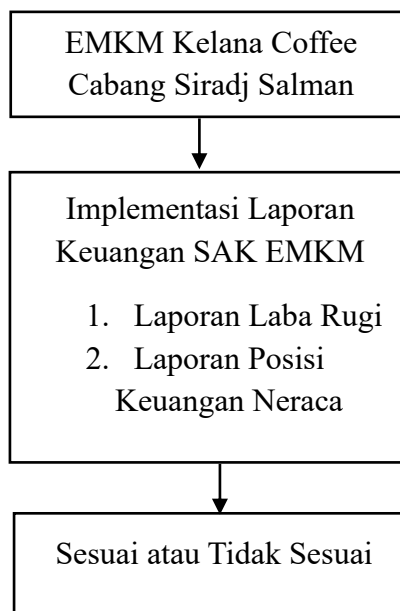 EMKM Kelana Coffee
Cabang Siradj Salman
Implementasi Laporan
Keuangan SAK EMKM
1. Laporan Laba Rugi
2. Laporan Posisi
Keuangan Neraca
Sesuai atau Tidak Sesuai